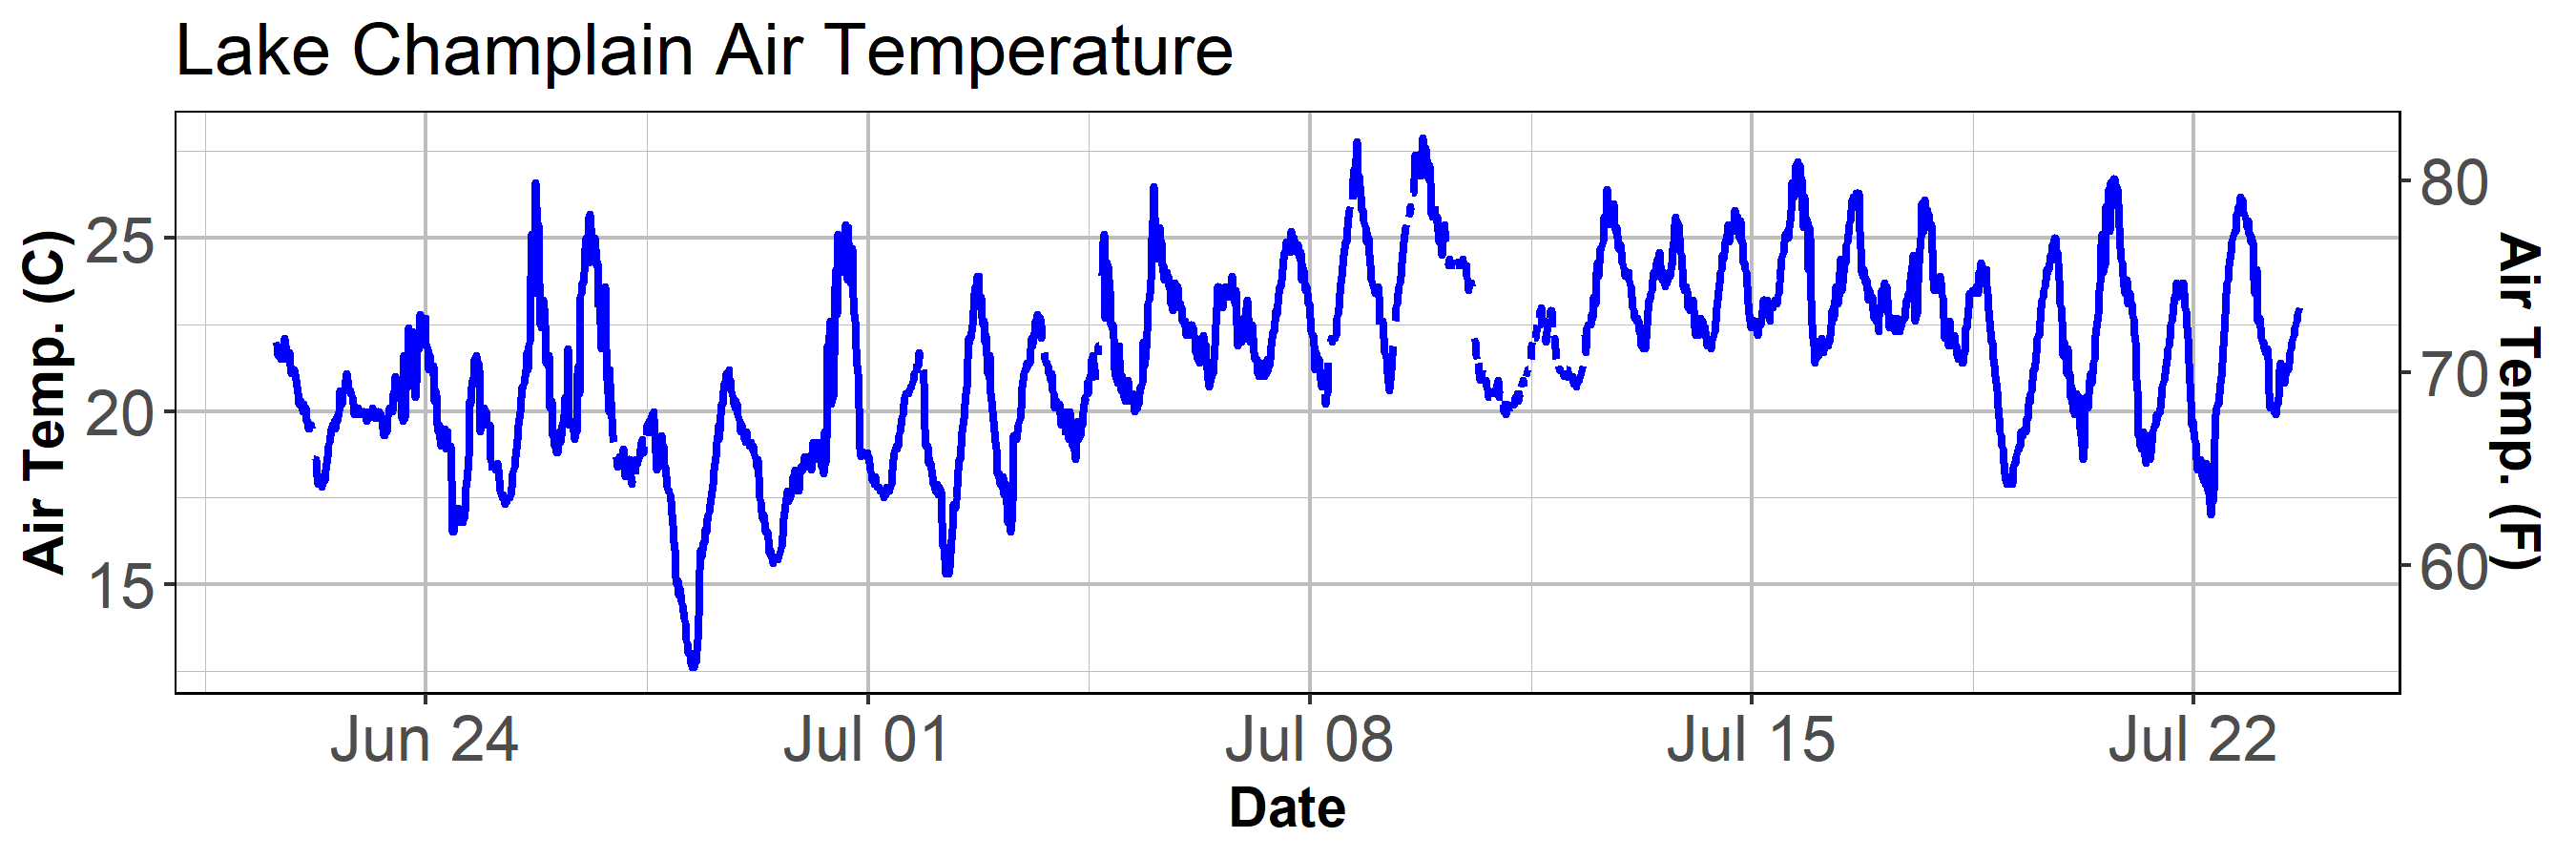 Lake Champlain Air Temperature
Air Temp. (C)
25
20
15
80
70
60
Air Temp. (F)
Jun 24 Jul 01 Jul 08 Jul 15 Jul 22
Date